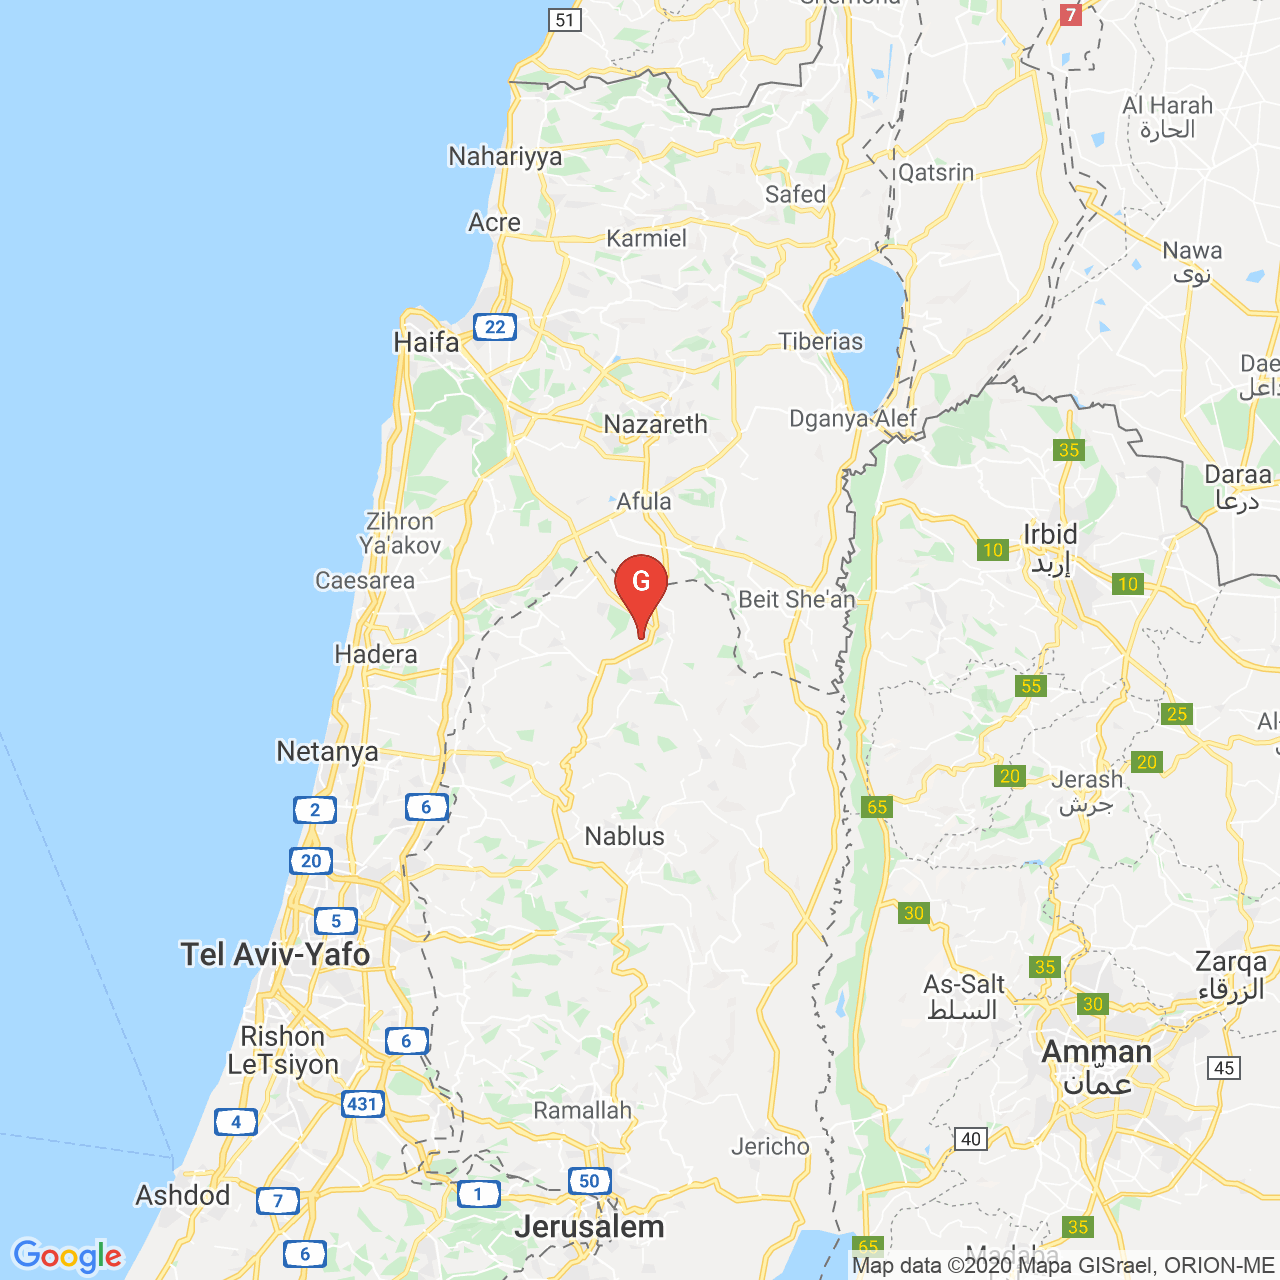 51
Shemona
7
Al Harah
الحارة
Nahariyya
Qatsrin
Safed
Acre
Karmiel
Nawa
نوى
22
Haifa
Tiberias
Dae
داعل
Nazareth
Dganya Alef
35
Daraa
درعا
Afula
Zihron
Ya'akov
Irbid
إربد
10
Caesarea
G
10
Beit She'an
Hadera
55
25
Al-
Netanya
20
20
Jerash
جرش
2
6
65
Nablus
20
30
5
Tel Aviv-Yafo
35
Zarqa
الزرقاء
As-Salt
السلط
30
Rishon
LeTsiyon
6
Amman
عمّان
45
431
Ramallah
4
40
Jericho
50
Ashdod
7
1
Jerusalem
35
65
6
Madaba
Google
Map data ©2020 Mapa GISrael, ORION-ME